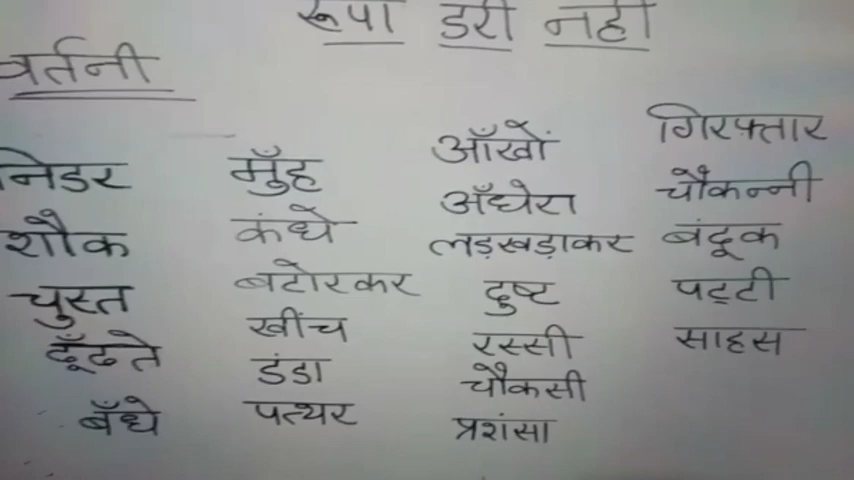 रूपा डरी नहीं
वर्तनी
निडर
शौक
चुस्त
ढूँढते
बँधे
मुँह
कंधे
बटोरकर
खींच
डंडा
पत्थर
आँखों
अँधेरा
लड़खड़ाकर
दुष्ट
रस्सी
चौकसी
प्रशंसा
गिरफ़्तार
चौकन्नी
बंदूक
पट्टी
साहस